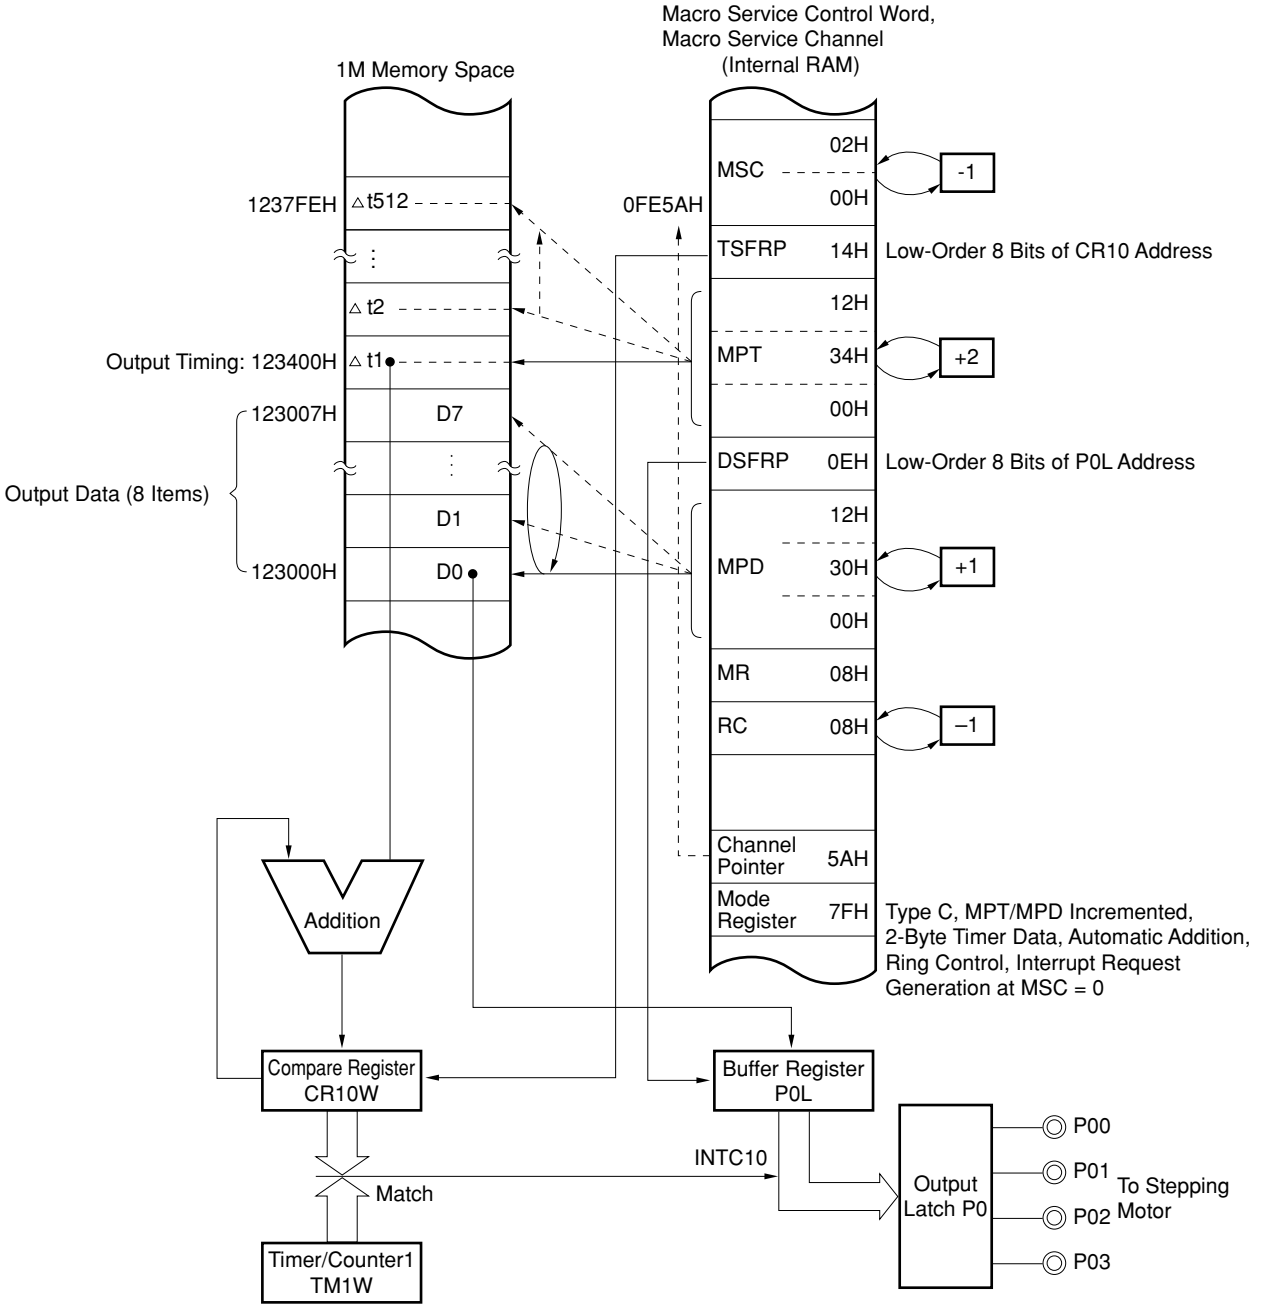 Macro Service Control Word,
Macro Service Channel
(Internal RAM)
1M Memory Space
02H
MSC
-1
00H
1237FEH
△t512
0FE5AH
TSFRP 14H
Low-Order 8 Bits of CR10 Address
⋮
12H
△t2
MPT 34H
+2
Output Timing: 123400H
△t1
00H
123007H
D7
DSFRP 0EH
Low-Order 8 Bits of P0L Address
⋮
Output Data (8 Items)
12H
D1
MPD 30H
+1
123000H
D0
00H
MR 08H
RC 08H
–1
Channel
Pointer
5AH
Mode
Register
7FH
Type C, MPT/MPD Incremented,
2-Byte Timer Data, Automatic Addition,
Ring Control, Interrupt Request
Generation at MSC = 0
Addition
Compare Register
CR10W
Buffer Register
P0L
INTC10
Match
Timer/Counter1
TM1W
Output
Latch P0
P00
P01
P02
P03
To Stepping
Motor